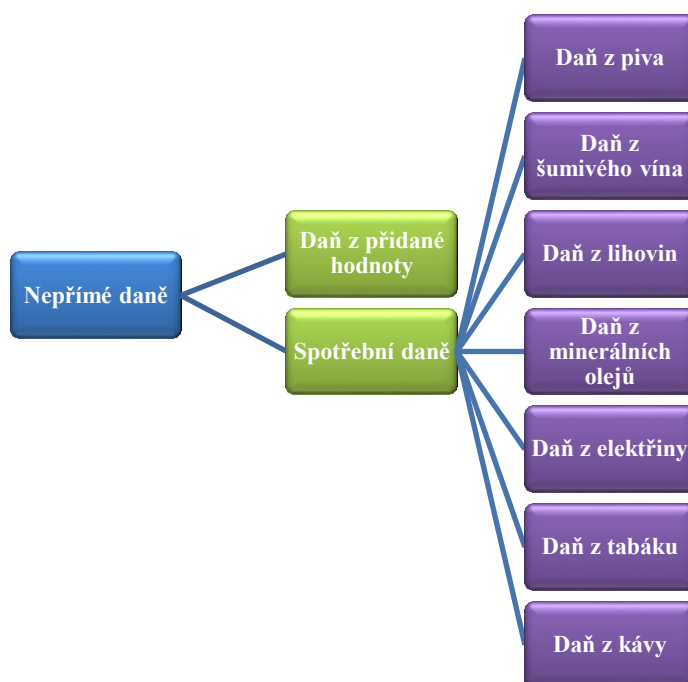 Daň z piva
Daň z
šumivého vína
Daň z přidané
hodnoty
Daň z lihovin
Nepřímé daně
Spotřební daně
Daň z
minerálních
olejů
Daň z elektřiny
Daň z tabáku
Daň z kávy